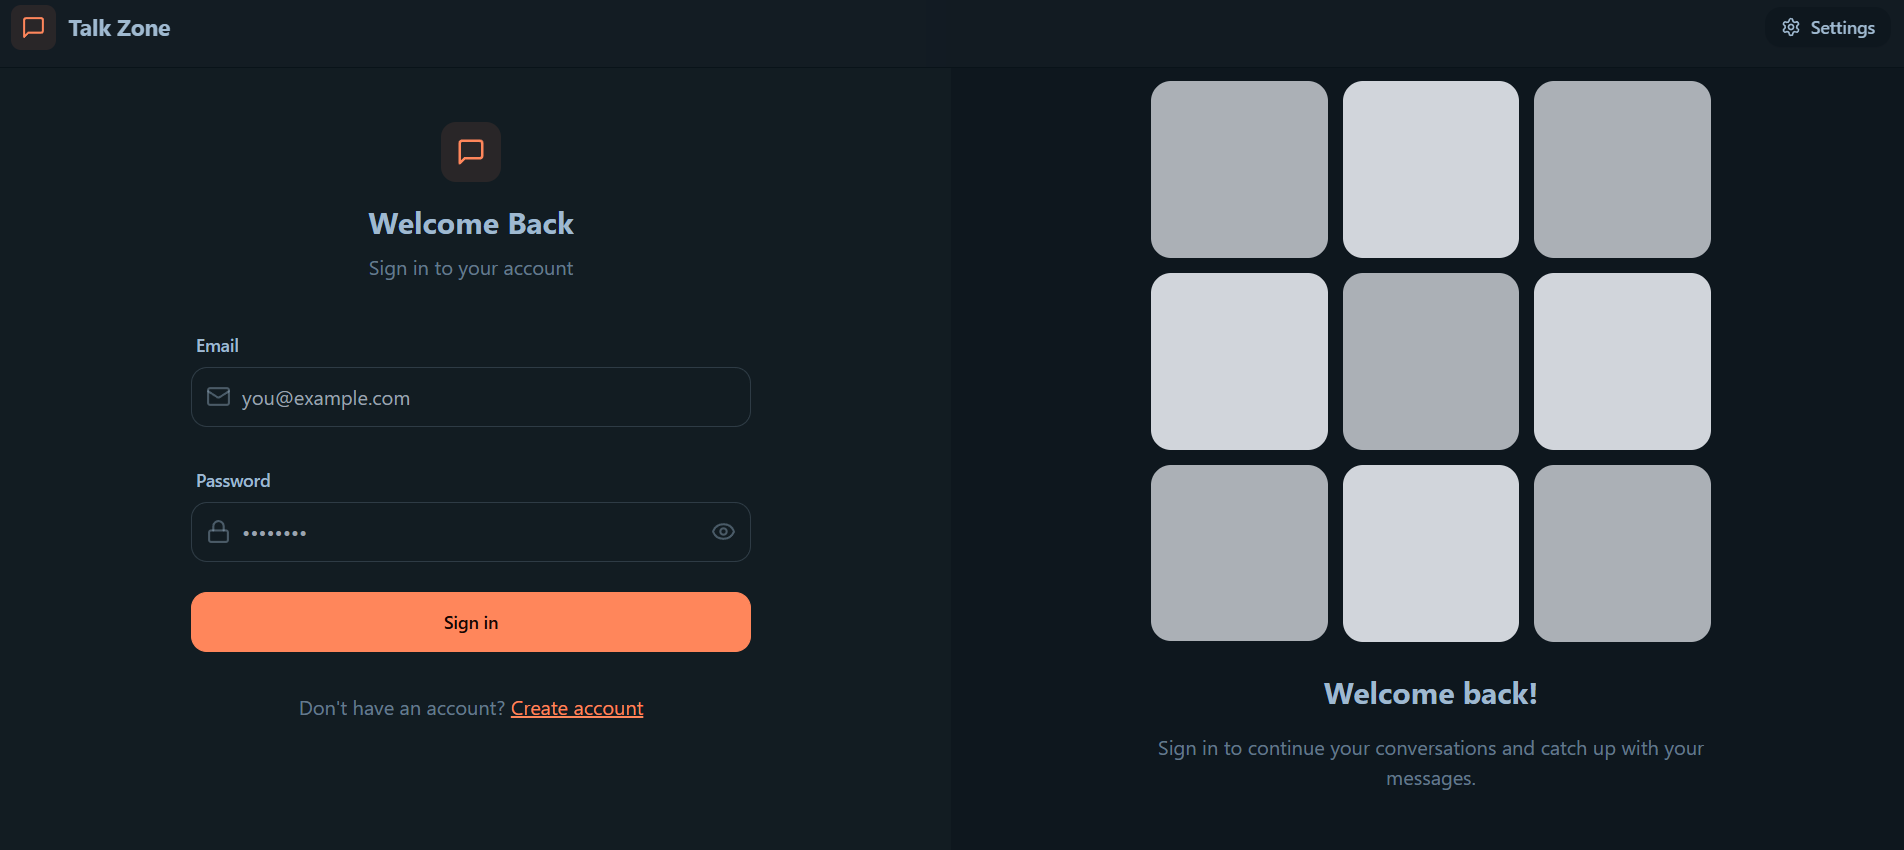 Talk Zone
Settings
Welcome Back
Sign in to your account
Email
you@example.com
Password
••••••••
Sign in
Don't have an account? Create account
Welcome back!
Sign in to continue your conversations and catch up with your
messages.